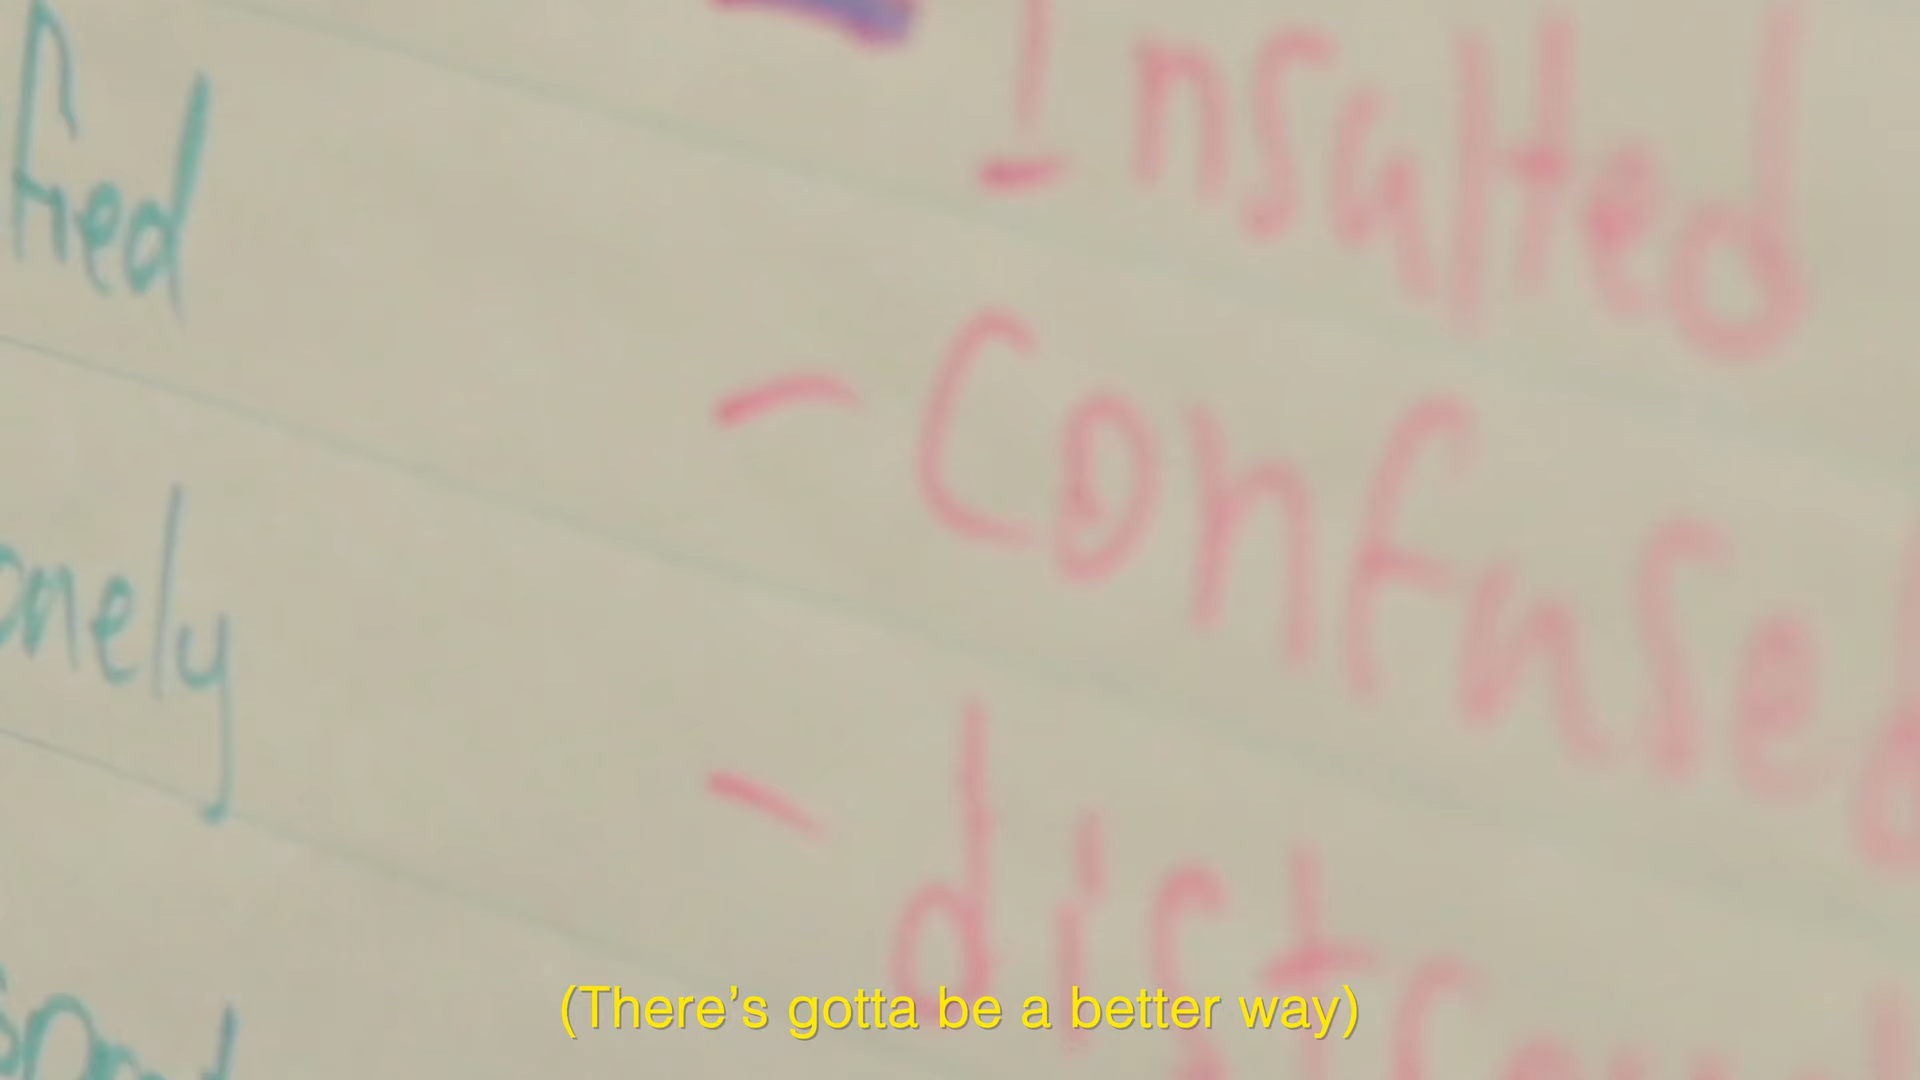 fied
- Insulted
onely
- Confused
(There's gotta be a better way)